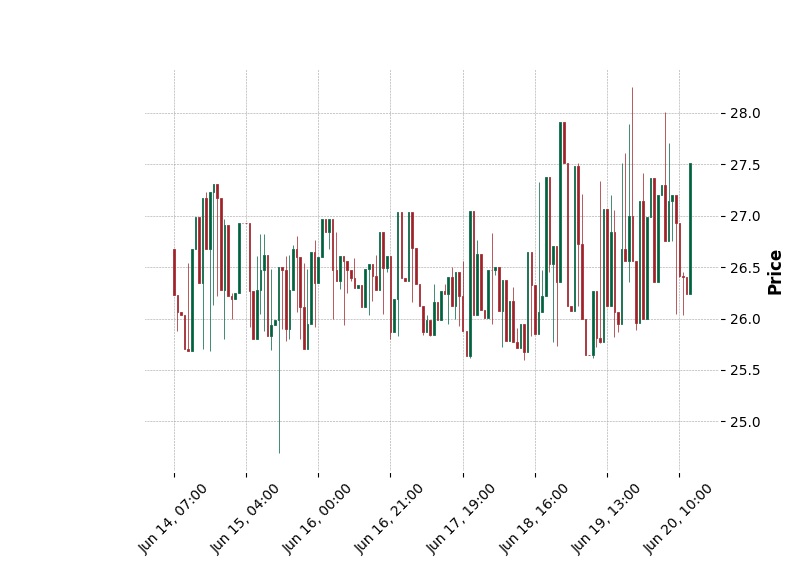 28.0
27.5
27.0
26.5
26.0
25.5
25.0
Price
Jun 14, 07:00
Jun 15, 04:00
Jun 16, 00:00
Jun 16, 21:00
Jun 17, 19:00
Jun 18, 16:00
Jun 19, 13:00
Jun 20, 10:00